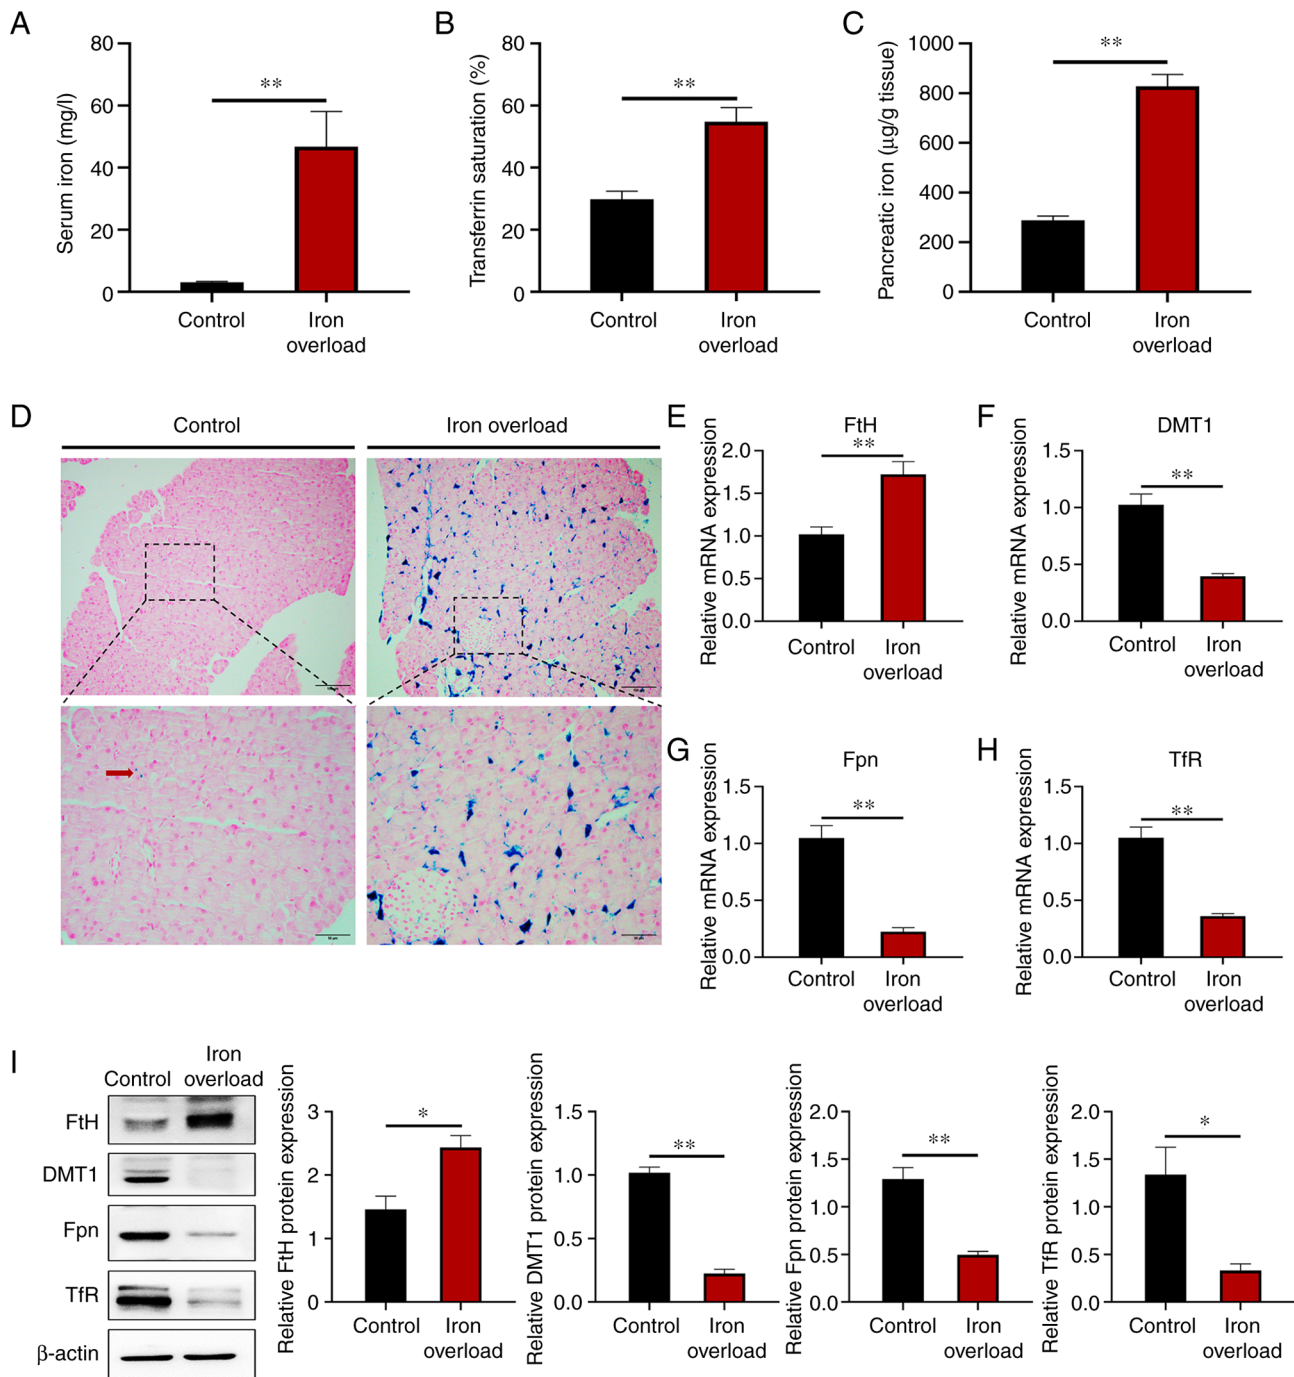 A
Serum iron (mg/l)
80
60
40
20
0
**
Control
Iron
overload
B
Transferrin saturation (%)
80
60
40
20
0
**
Control
Iron
overload
C
Pancreatic iron (µg/g tissue)
1000
800
600
400
200
0
**
Control
Iron
overload
D
Control
Iron overload
E
FtH
Relative mRNA expression
2.0
1.5
1.0
0.5
0.0
**
Control
Iron
overload
F
DMT1
1.5
1.0
0.5
0.0
Relative mRNA expression
**
Control
Iron
overload
G
Fpn
Relative mRNA expression
1.5
1.0
0.5
0.0
**
Control
Iron
overload
H
TfR
Relative mRNA expression
1.5
1.0
0.5
0.0
**
Control
Iron
overload
I
Control
Iron
overload
FtH
DMT1
Fpn
TfR
β-actin
Relative FtH protein expression
3
2
1
0
*
Control
Iron
overload
Relative DMT1 protein expression
1.5
1.0
0.5
0.0
**
Control
Iron
overload
Relative Fpn protein expression
2.0
1.5
1.0
0.5
0.0
**
Control
Iron
overload
Relative TfR protein expression
2.0
1.5
1.0
0.5
0.0
*
Control
Iron
overload